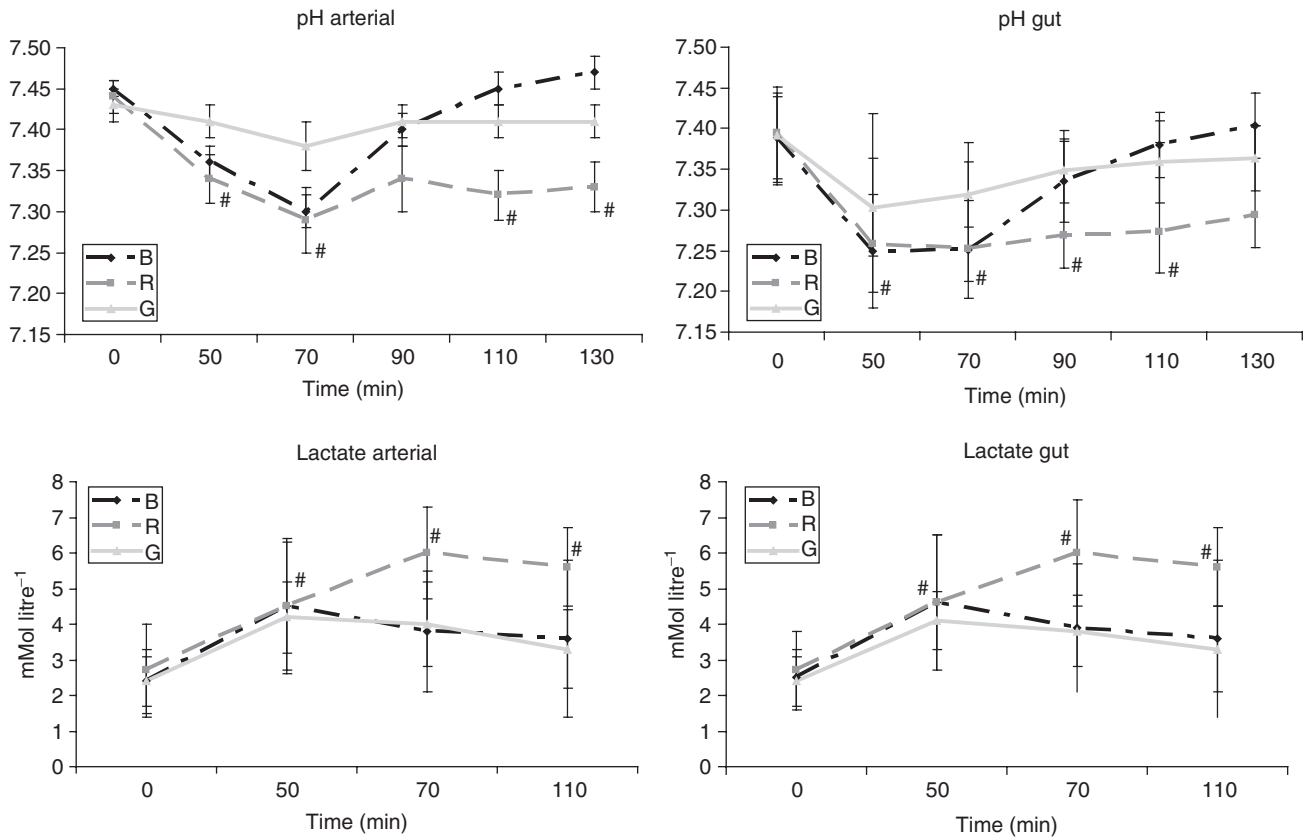 pH arterial
7.50
7.45
7.40
7.35
7.30
7.25
7.20
7.15
#
#
#
#
B
R
G
0 50 70 90 110 130
Time (min)
pH gut
7.50
7.45
7.40
7.35
7.30
7.25
7.20
7.15
#
#
#
#
B
R
G
0 50 70 90 110 130
Time (min)
Lactate arterial
mMol litre⁻¹
8
7
6
5
4
3
2
1
0
B
R
G
#
#
#
0 50 70 110
Time (min)
Lactate gut
mMol litre⁻¹
8
7
6
5
4
3
2
1
0
B
R
G
#
#
#
0 50 70 110
Time (min)